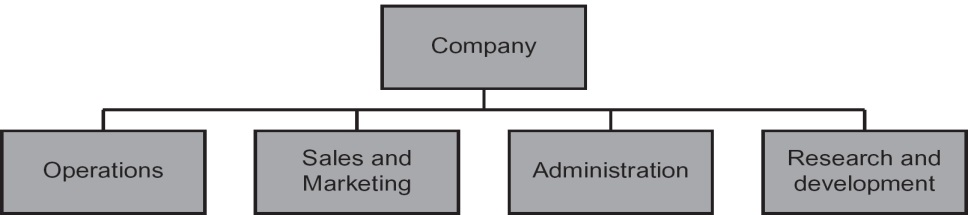 Company
Operations
Sales and
Marketing
Administration
Research and
development